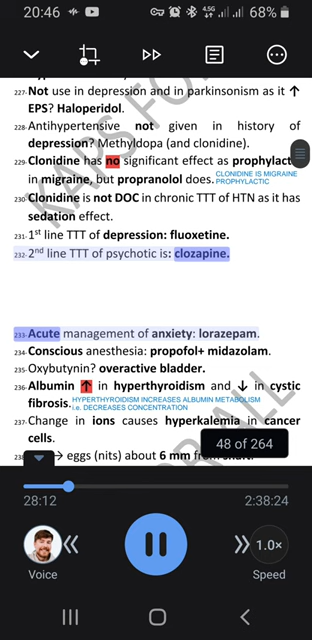 20:46
4.5G
68%
227- Not use in depression and in parkinsonism as it ↑
EPS? Haloperidol.
228- Antihypertensive not given in history of
depression? Methyldopa (and clonidine).
229- Clonidine has no significant effect as prophylact
in migraine, but propranolol does. CLONIDINE IS MIGRAINE
PROPHYLACTIC
230- Clonidine is not DOC in chronic TTT of HTN as it has
sedation effect.
231- 1st line TTT of depression: fluoxetine.
232- 2nd line TTT of psychotic is: clozapine.
233- Acute management of anxiety: lorazepam.
234- Conscious anesthesia: propofol+ midazolam.
235- Oxybutynin? overactive bladder.
236- Albumin ↑ in hyperthyroidism and ↓ in cystic
fibrosis. HYPERTHYROIDISM INCREASES ALBUMIN METABOLISM
i.e. DECREASES CONCENTRATION
237- Change in ions causes hyperkalemia in cancer
cells.
48 of 264
→ eggs (nits) about 6 mm from
28:12
2:38:24
1.0×
Voice
Speed